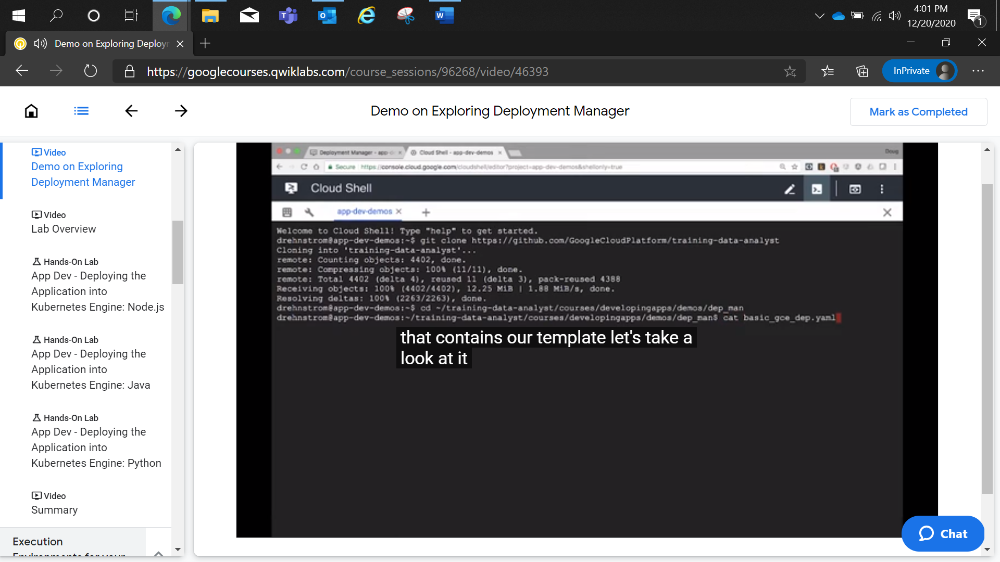 4:01 PM
12/20/2020
1
Demo on Exploring Deployr
https://googlecourses.qwiklabs.com/course_sessions/96268/video/46393
InPrivate
Demo on Exploring Deployment Manager
Mark as Completed
Video
Demo on Exploring
Deployment Manager
Video
Lab Overview
Hands-On Lab
App Dev - Deploying the
Application into
Kubernetes Engine: Node.js
Hands-On Lab
App Dev - Deploying the
Application into
Kubernetes Engine: Java
Hands-On Lab
App Dev - Deploying the
Application into
Kubernetes Engine: Python
Video
Summary
Execution
Environments for your
Deployment Manager - app-d
Cloud Shell - app-dev-demos
Doug
Secure https://console.cloud.google.com/cloudshell/editor?project=app-dev-demos&shellonly=true
Cloud Shell
app-dev-demos
Welcome to Cloud Shell! Type "help" to get started.
drehnstrom@app-dev-demos:~$ git clone https://github.com/GoogleCloudPlatform/training-data-analyst
Cloning into 'training-data-analyst'...
remote: Counting objects: 4402, done.
remote: Compressing objects: 100% (11/11), done.
remote: Total 4402 (delta 4), reused 11 (delta 3), pack-reused 4388
Receiving objects: 100% (4402/4402), 12.25 MiB | 1.88 MiB/s, done.
Resolving deltas: 100% (2263/2263), done.
drehnstrom@app-dev-demos:~$ cd ~/training-data-analyst/courses/developingapps/demos/dep_man
drehnstrom@app-dev-demos:~/training-data-analyst/courses/developingapps/demos/dep_man$ cat basic_gce_dep.yaml
that contains our template let's take a
look at it
Chat